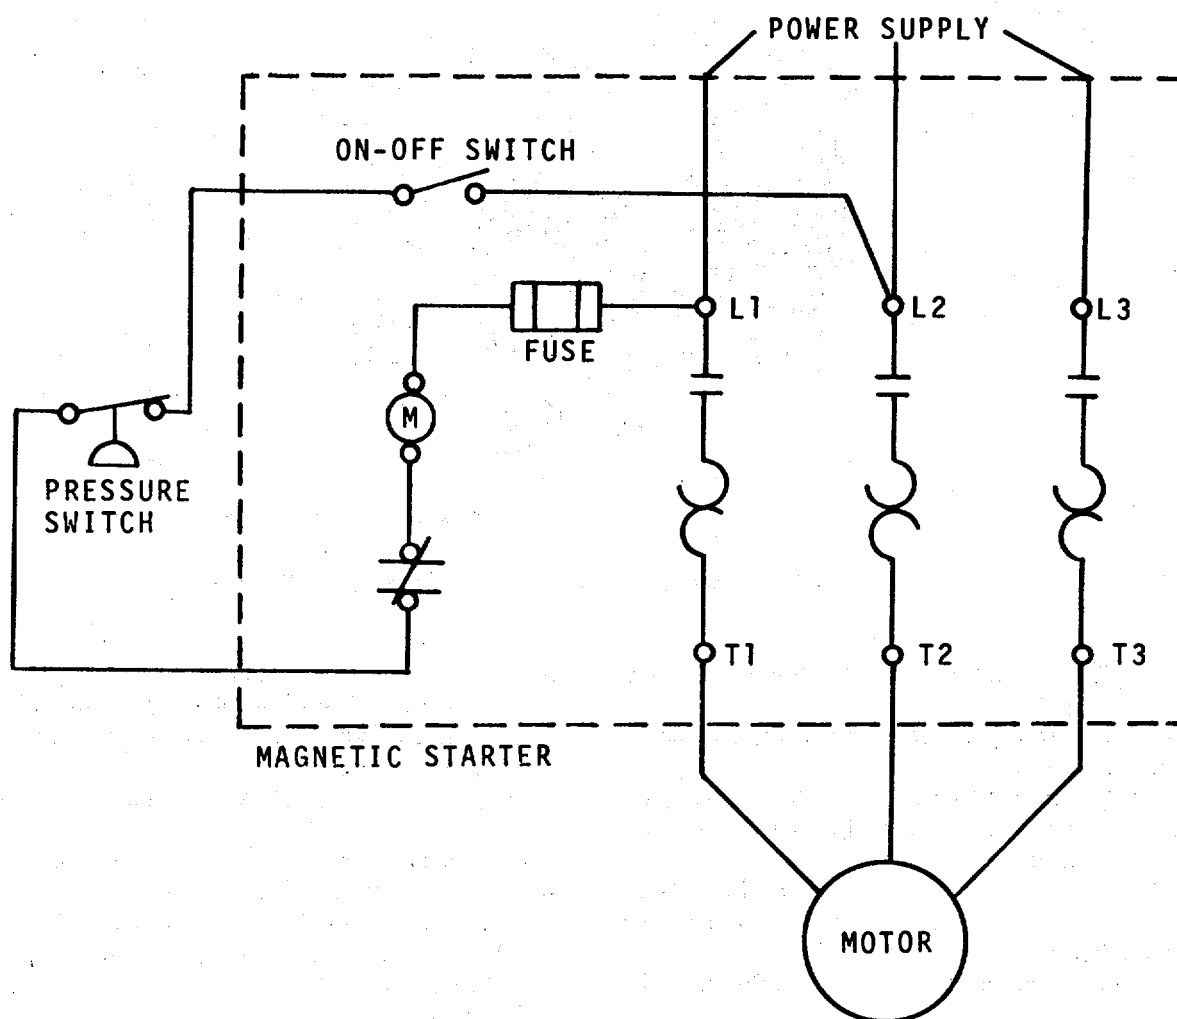 POWER SUPPLY
ON-OFF SWITCH
L1
L2
L3
FUSE
M
PRESSURE
SWITCH
T1
T2
T3
MAGNETIC STARTER
MOTOR